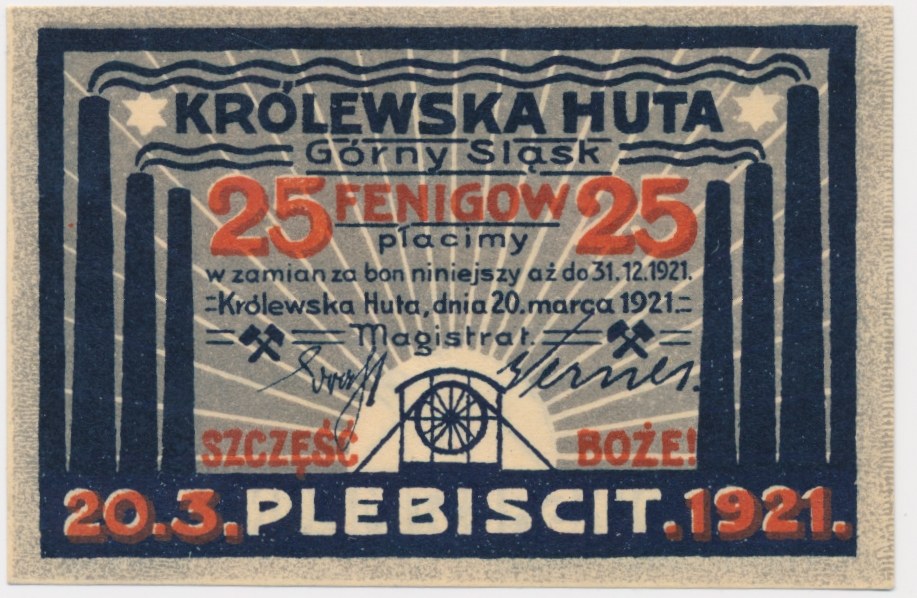 KRÓLEWSKA HUTA
Górny Sląsk
25 FENIGOW 25
płacimy
w zamian za bon niniejszy aż do 31.12.1921.
Królewska Huta, dnia 20. marca 1921.
Magistrat.
SZCZĘŚĆ BOŻE!
20.3. PLEBISCIT. 1921.